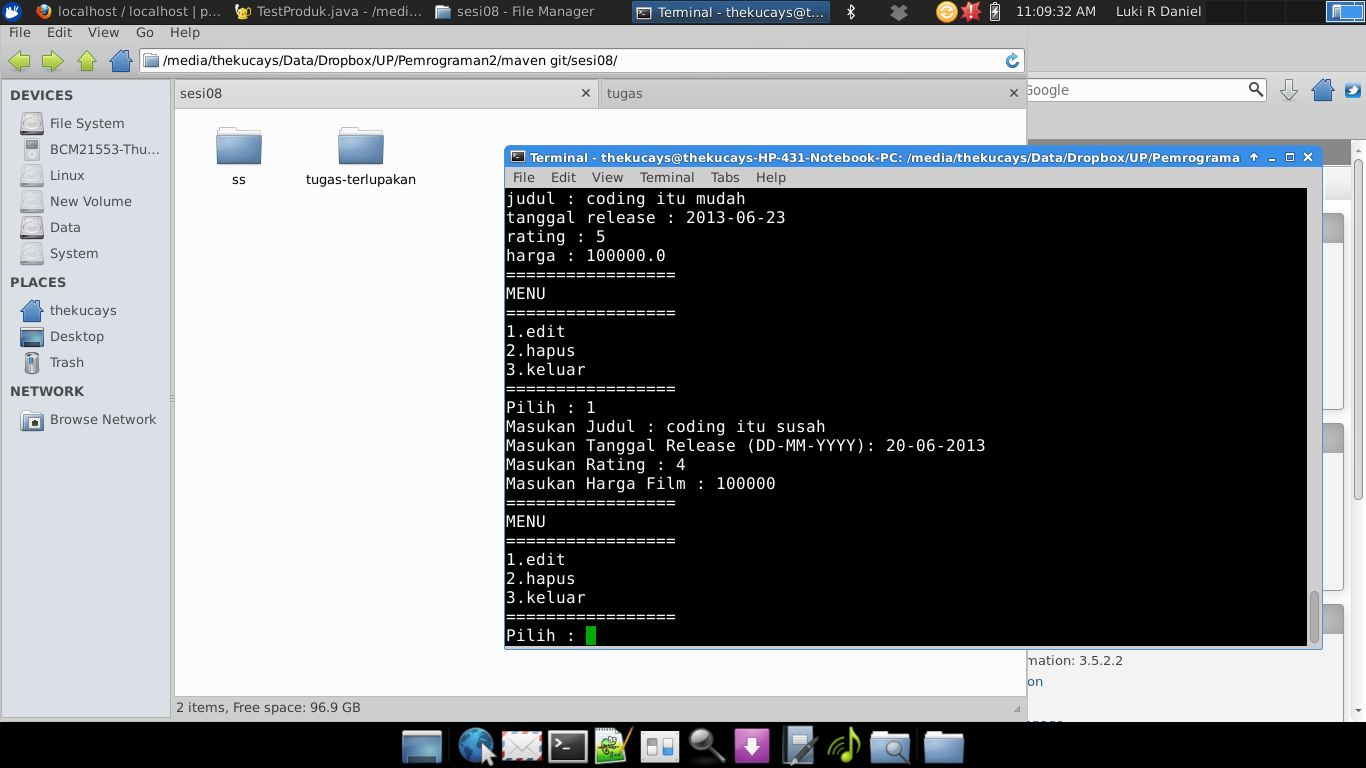 localhost / localhost | p...
TestProduk.java - /medi...
sesi08 - File Manager
Terminal - thekucays@t...
11:09:32 AM
Luki R Daniel
File Edit View Go Help
/media/thekucays/Data/Dropbox/UP/Pemrograman2/maven git/sesi08/
Google
DEVICES
File System
BCM21553-Thu...
Linux
New Volume
Data
System
PLACES
thekucays
Desktop
Trash
NETWORK
Browse Network
sesi08
tugas
ss
tugas-terlupakan
2 items, Free space: 96.9 GB
Terminal - thekucays@thekucays-HP-431-Notebook-PC: /media/thekucays/Data/Dropbox/UP/Pemrograma
File Edit View Terminal Tabs Help
judul : coding itu mudah
tanggal release : 2013-06-23
rating : 5
harga : 100000.0
=================
MENU
=================
1.edit
2.hapus
3.keluar
=================
Pilih : 1
Masukan Judul : coding itu susah
Masukan Tanggal Release (DD-MM-YYYY): 20-06-2013
Masukan Rating : 4
Masukan Harga Film : 100000
=================
MENU
=================
1.edit
2.hapus
3.keluar
=================
Pilih :
mation: 3.5.2.2
on